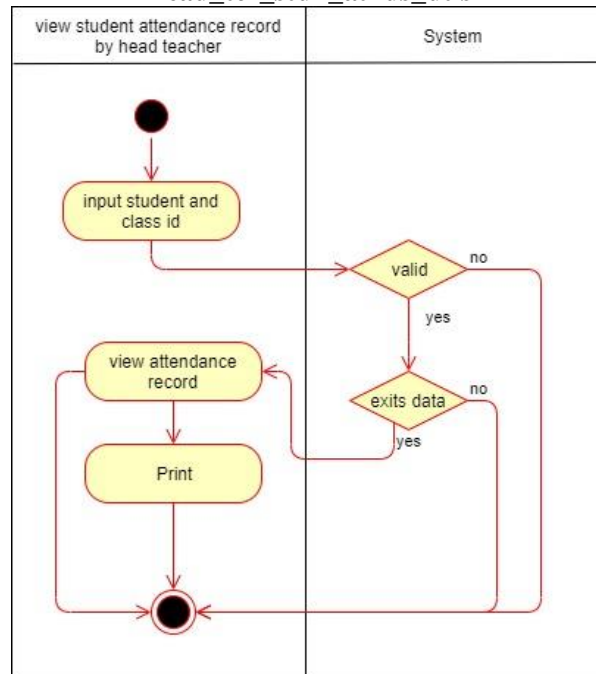 view student attendance record
by head teacher
System
input student and
class id
valid
no
yes
view attendance
record
exits data
no
yes
Print